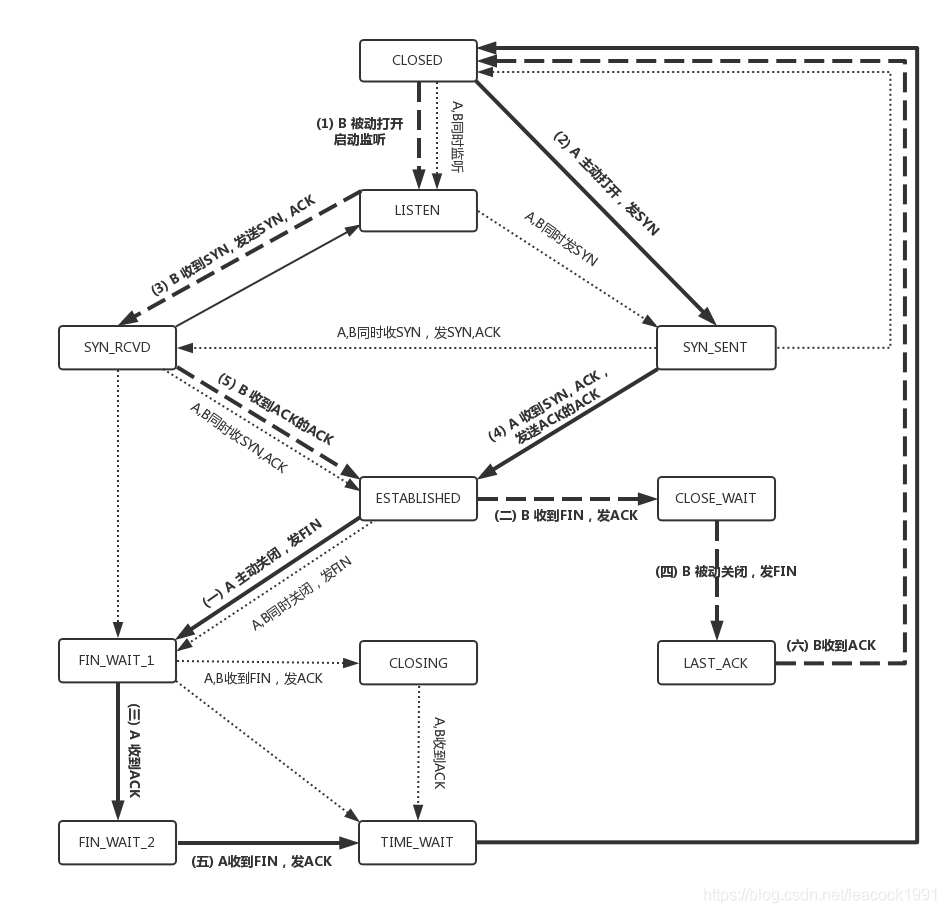 CLOSED
(1) B 被动打开
启动监听
A,B同时监听
(2) A 主动打开，发SYN
LISTEN
(3) B 收到SYN, 发送SYN, ACK
A,B同时发SYN
SYN_RCVD
A,B同时收SYN，发SYN,ACK
SYN_SENT
(5) B 收到ACK的ACK
A,B同时收SYN,ACK
(4) A 收到SYN, ACK，
发送ACK的ACK
ESTABLISHED
CLOSE_WAIT
(二) B 收到FIN，发ACK
(一) A 主动关闭，发FIN
A,B同时关闭，发FIN
(四) B 被动关闭，发FIN
FIN_WAIT_1
CLOSING
LAST_ACK
(六) B收到ACK
A,B收到FIN，发ACK
(三) A 收到ACK
A,B收到ACK
FIN_WAIT_2
TIME_WAIT
(五) A收到FIN，发ACK
https://blog.csdn.net/leacock1991